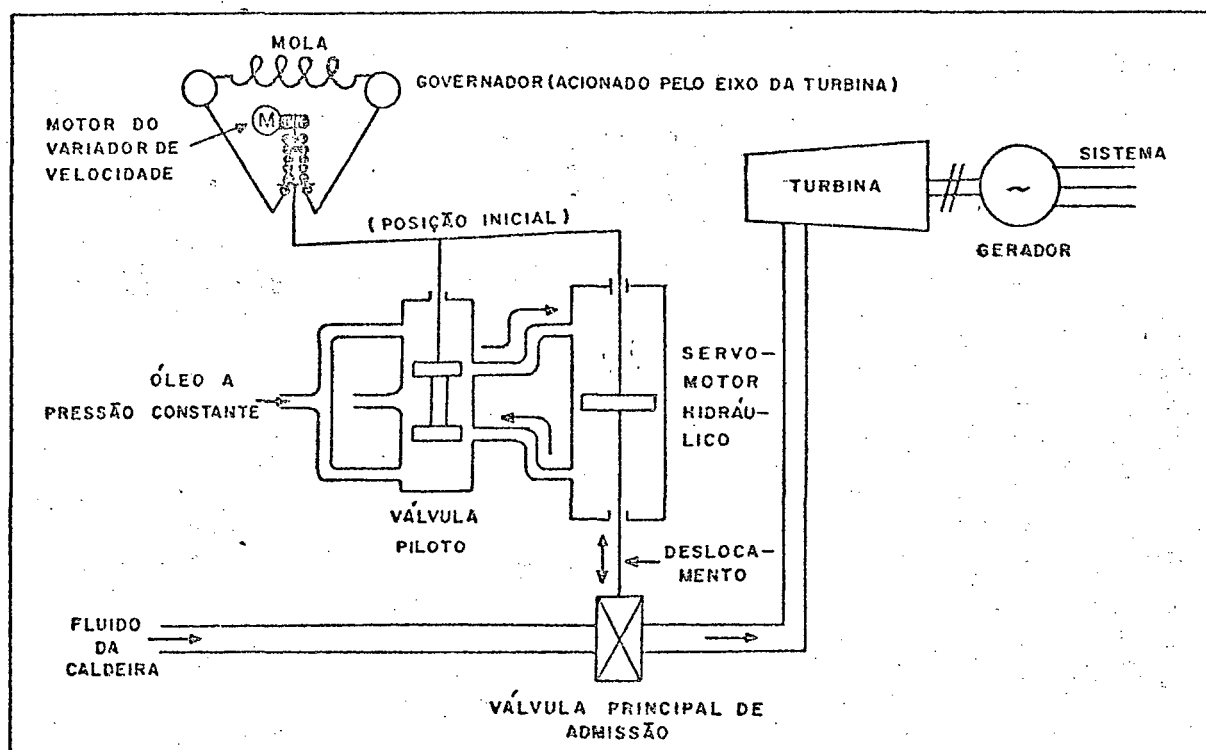 MOLA
GOVERNADOR (ACIONADO PELO EIXO DA TURBINA)
M
MOTOR DO
VARIADOR DE
VELOCIDADE
SISTEMA
TURBINA
~
GERADOR
(POSIÇÃO INICIAL)
ÓLEO A
PRESSÃO CONSTANTE
SERVO-
MOTOR
HIDRÁU-
LICO
VÁLVULA
PILOTO
DESLOCA-
MENTO
FLUIDO
DA
CALDEIRA
VÁLVULA PRINCIPAL DE
ADMISSÃO